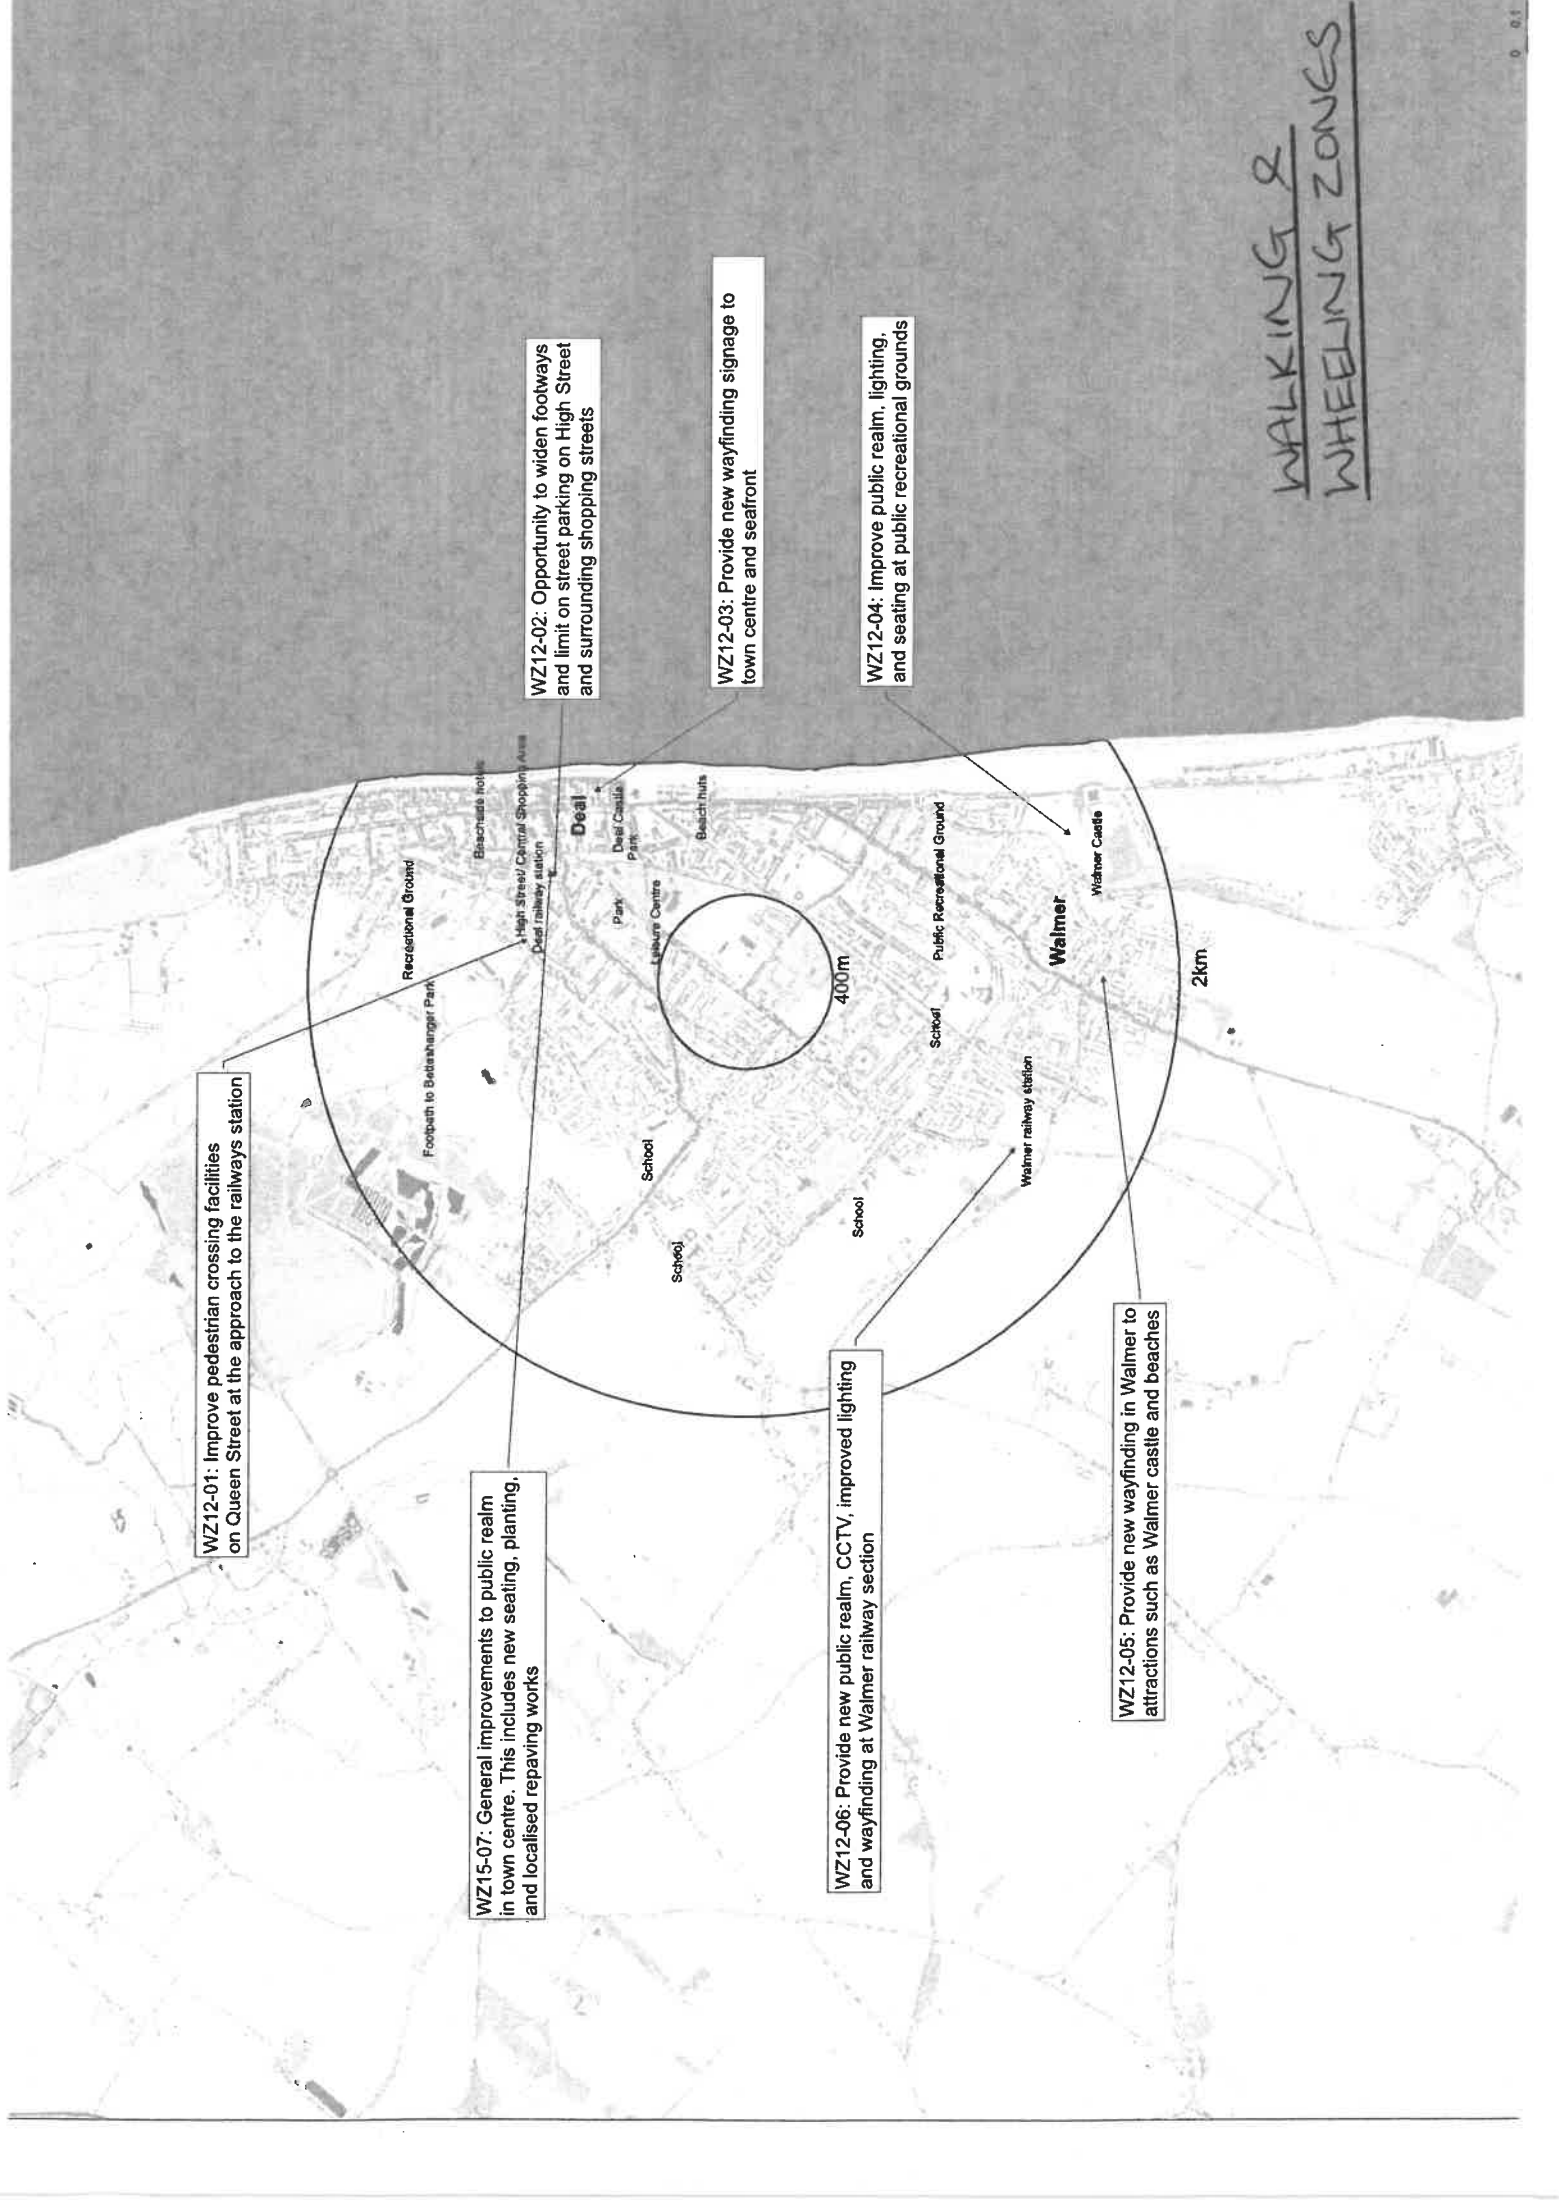 WZ12-01: Improve pedestrian crossing facilities
on Queen Street at the approach to the railways station
WZ15-07: General improvements to public realm
in town centre. This includes new seating, planting,
and localised repaving works
WZ12-02: Opportunity to widen footways
and limit on street parking on High Street
and surrounding shopping streets
WZ12-03: Provide new wayfinding signage to
town centre and seafront
WZ12-04: Improve public realm, lighting,
and seating at public recreational grounds
WZ12-06: Provide new public realm, CCTV, improved lighting
and wayfinding at Walmer railway section
WZ12-05: Provide new wayfinding in Walmer to
attractions such as Walmer castle and beaches
Recreational Ground
Footpath to Betteshanger Park
Beachside hotels
High Street/ Central Shopping Area
Deal railway station
Deal
Deal Castle
Park
Park
Leisure Centre
Beach huts
School
School
School
School
400m
Public Recreational Ground
Walmer railway station
Walmer
Walmer Castle
2km
WALKING &
WHEELING ZONES
0 0.1